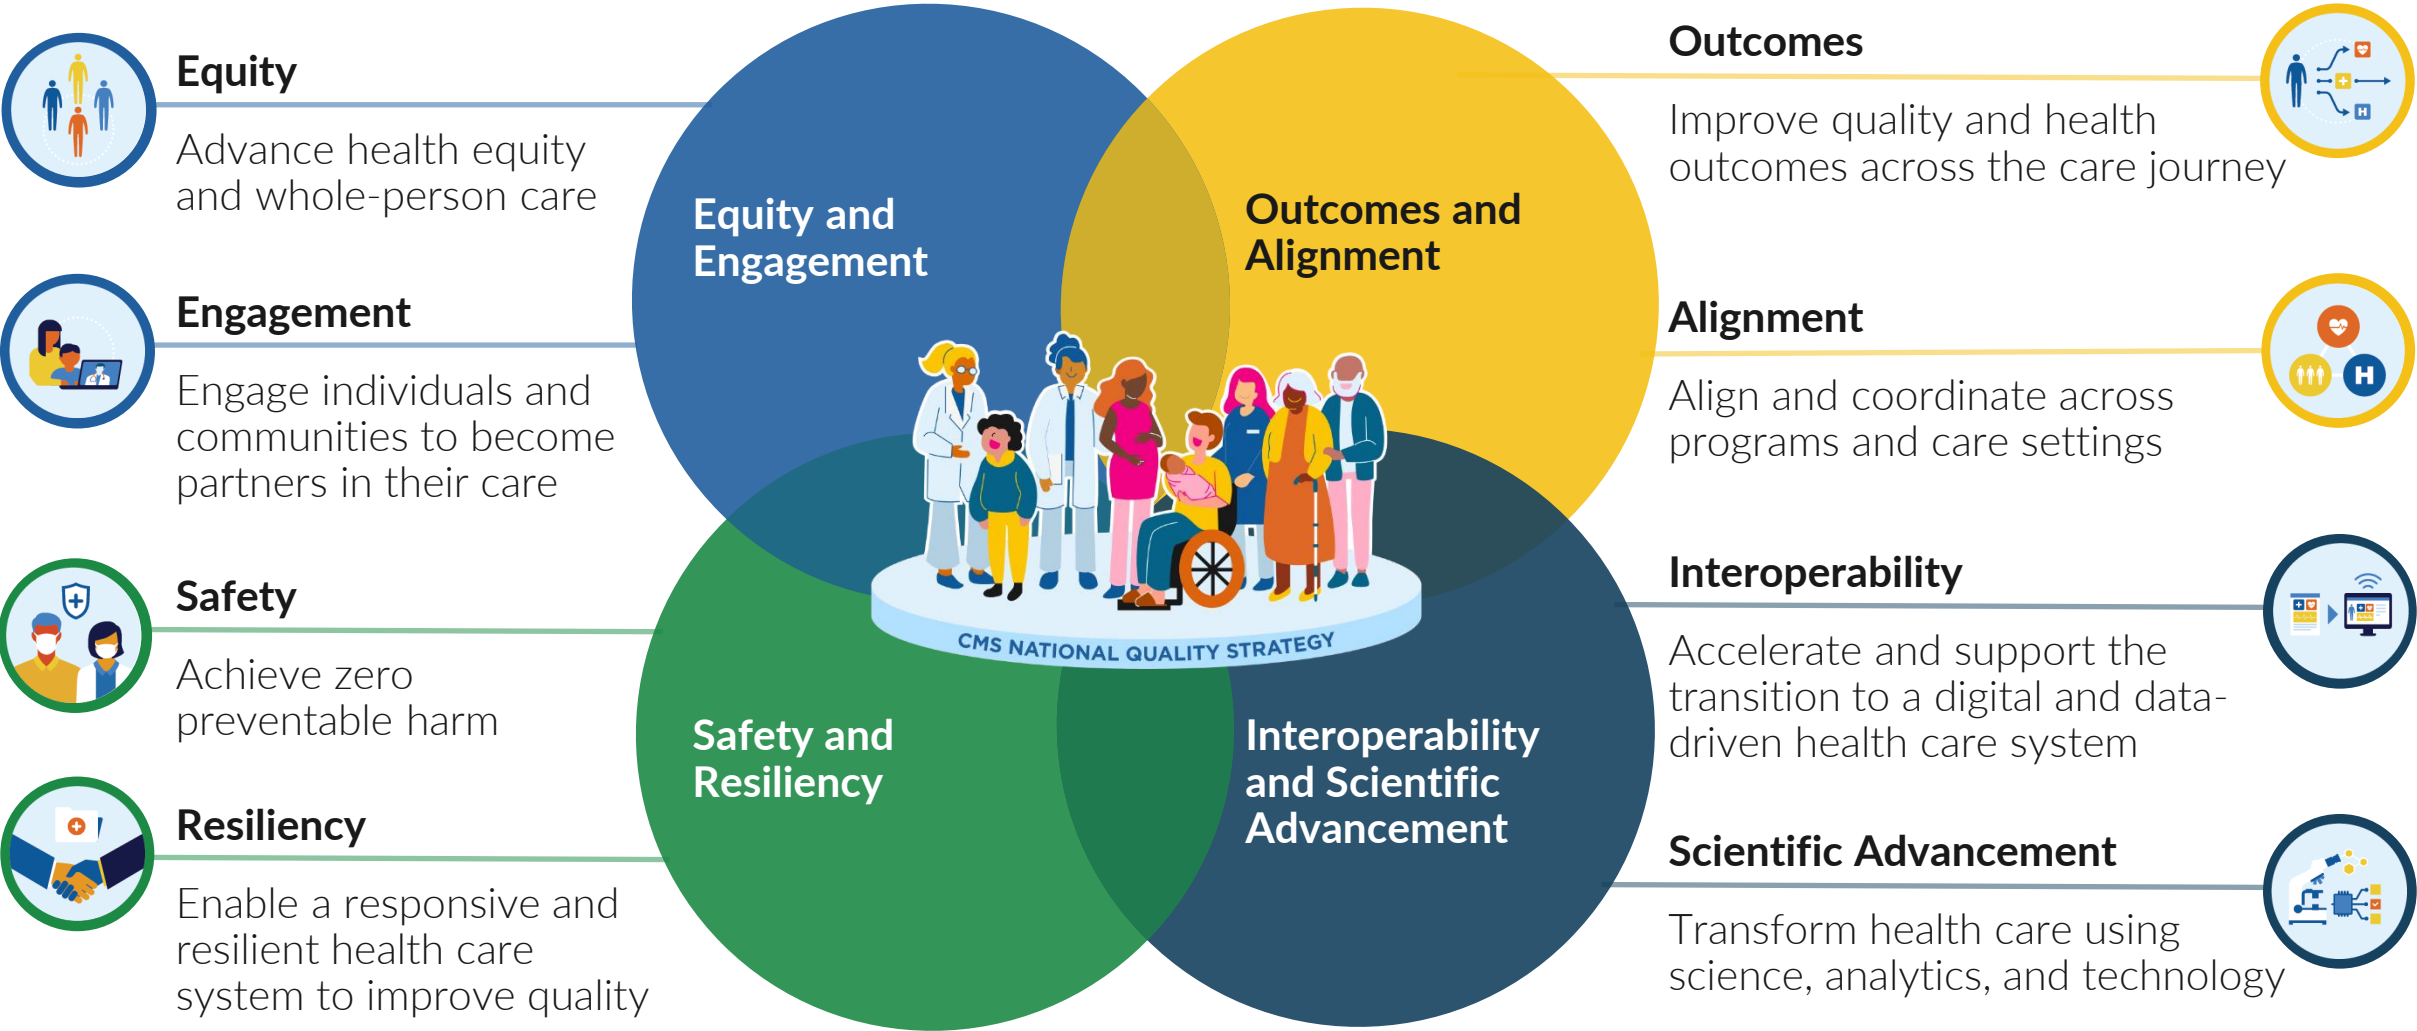 Equity
Advance health equity
and whole-person care
Engagement
Engage individuals and
communities to become
partners in their care
Safety
Achieve zero
preventable harm
Resiliency
Enable a responsive and
resilient health care
system to improve quality
Equity and
Engagement
Outcomes and
Alignment
CMS NATIONAL QUALITY STRATEGY
Safety and
Resiliency
Interoperability
and Scientific
Advancement
Outcomes
Improve quality and health
outcomes across the care journey
Alignment
Align and coordinate across
programs and care settings
H
H
Interoperability
Accelerate and support the
transition to a digital and data-
driven health care system
Scientific Advancement
Transform health care using
science, analytics, and technology